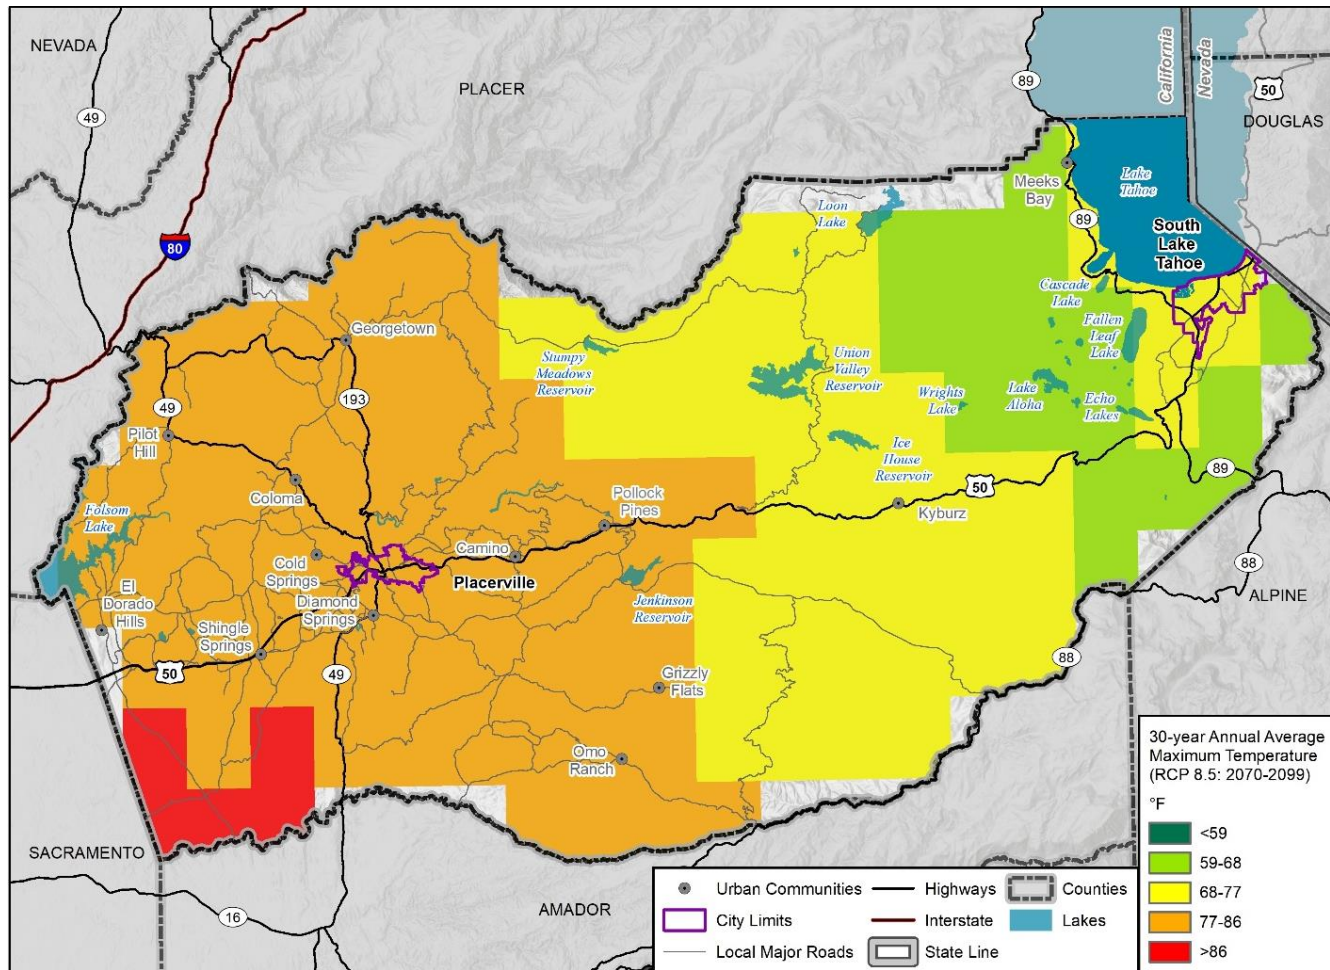 NEVADA
PLACER
89
California
Nevada
50
DOUGLAS
49
80
Meeks
Bay
Lake
Tahoe
89
South
Lake
Tahoe
Loon
Lake
Cascade
Lake
Fallen
Leaf
Lake
Georgetown
Stumpy
Meadows
Reservoir
Union
Valley
Reservoir
Wrights
Lake
Lake
Aloha
Echo
Lakes
193
49
Pilot
Hill
Ice
House
Reservoir
89
Coloma
Pollock
Pines
50
Kyburz
Folsom
Lake
Camino
Cold
Springs
Placerville
88
El
Dorado
Hills
Diamond
Springs
Jenkinson
Reservoir
ALPINE
Shingle
Springs
50
49
88
Grizzly
Flats
Omo
Ranch
SACRAMENTO
AMADOR
16
30-year Annual Average
Maximum Temperature
(RCP 8.5: 2070-2099)
°F
<59
59-68
68-77
77-86
>86
Urban Communities
Highways
Counties
City Limits
Interstate
Lakes
Local Major Roads
State Line